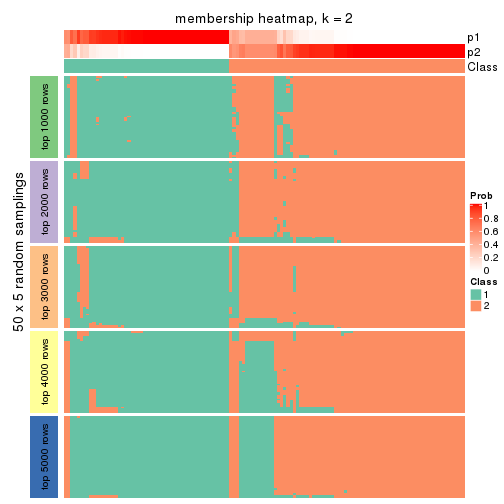 membership heatmap, k = 2
p1
p2
Class
50 x 5 random samplings
top 1000 rows
top 2000 rows
top 3000 rows
top 4000 rows
top 5000 rows
Prob
1
0.8
0.6
0.4
0.2
0
Class
1
2